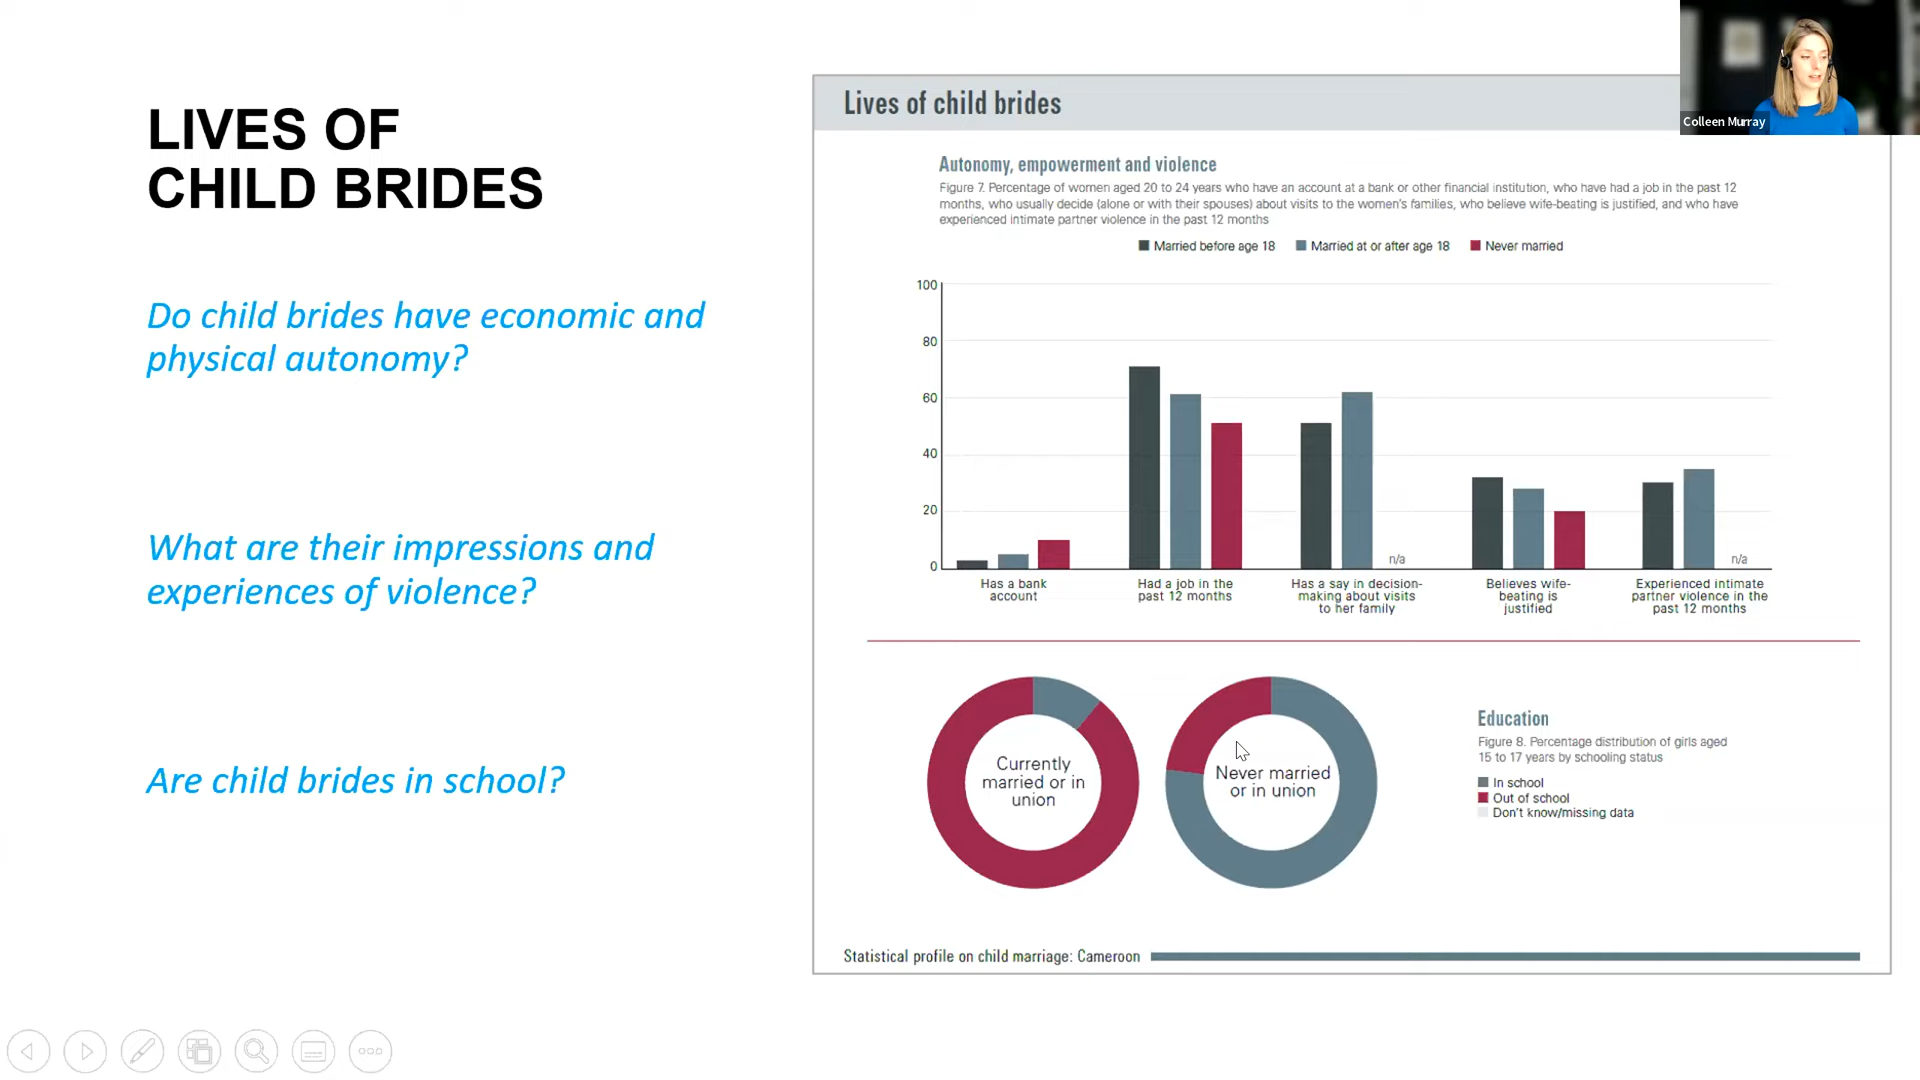 LIVES OF
CHILD BRIDES
Do child brides have economic and
physical autonomy?
What are their impressions and
experiences of violence?
Are child brides in school?
Colleen Murray
Lives of child brides
Autonomy, empowerment and violence
Figure 7. Percentage of women aged 20 to 24 years who have an account at a bank or other financial institution, who have had a job in the past 12
months, who usually decide (alone or with their spouses) about visits to the women's families, who believe wife-beating is justified, and who have
experienced intimate partner violence in the past 12 months
Married before age 18 Married at or after age 18 Never married
100
80
60
40
20
0
n/a
n/a
Has a bank
account
Had a job in the
past 12 months
Has a say in decision-
making about visits
to her family
Believes wife-
beating is
justified
Experienced intimate
partner violence in the
past 12 months
Currently
married or in
union
Never married
or in union
Education
Figure 8. Percentage distribution of girls aged
15 to 17 years by schooling status
In school
Out of school
Don't know/missing data
Statistical profile on child marriage: Cameroon